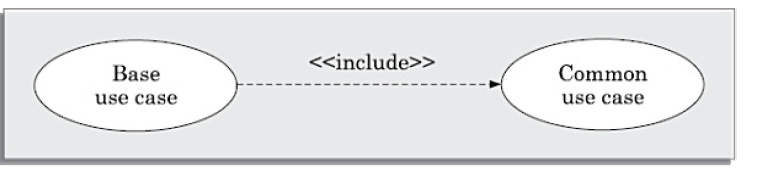 <<include>>
Base
use case
Common
use case